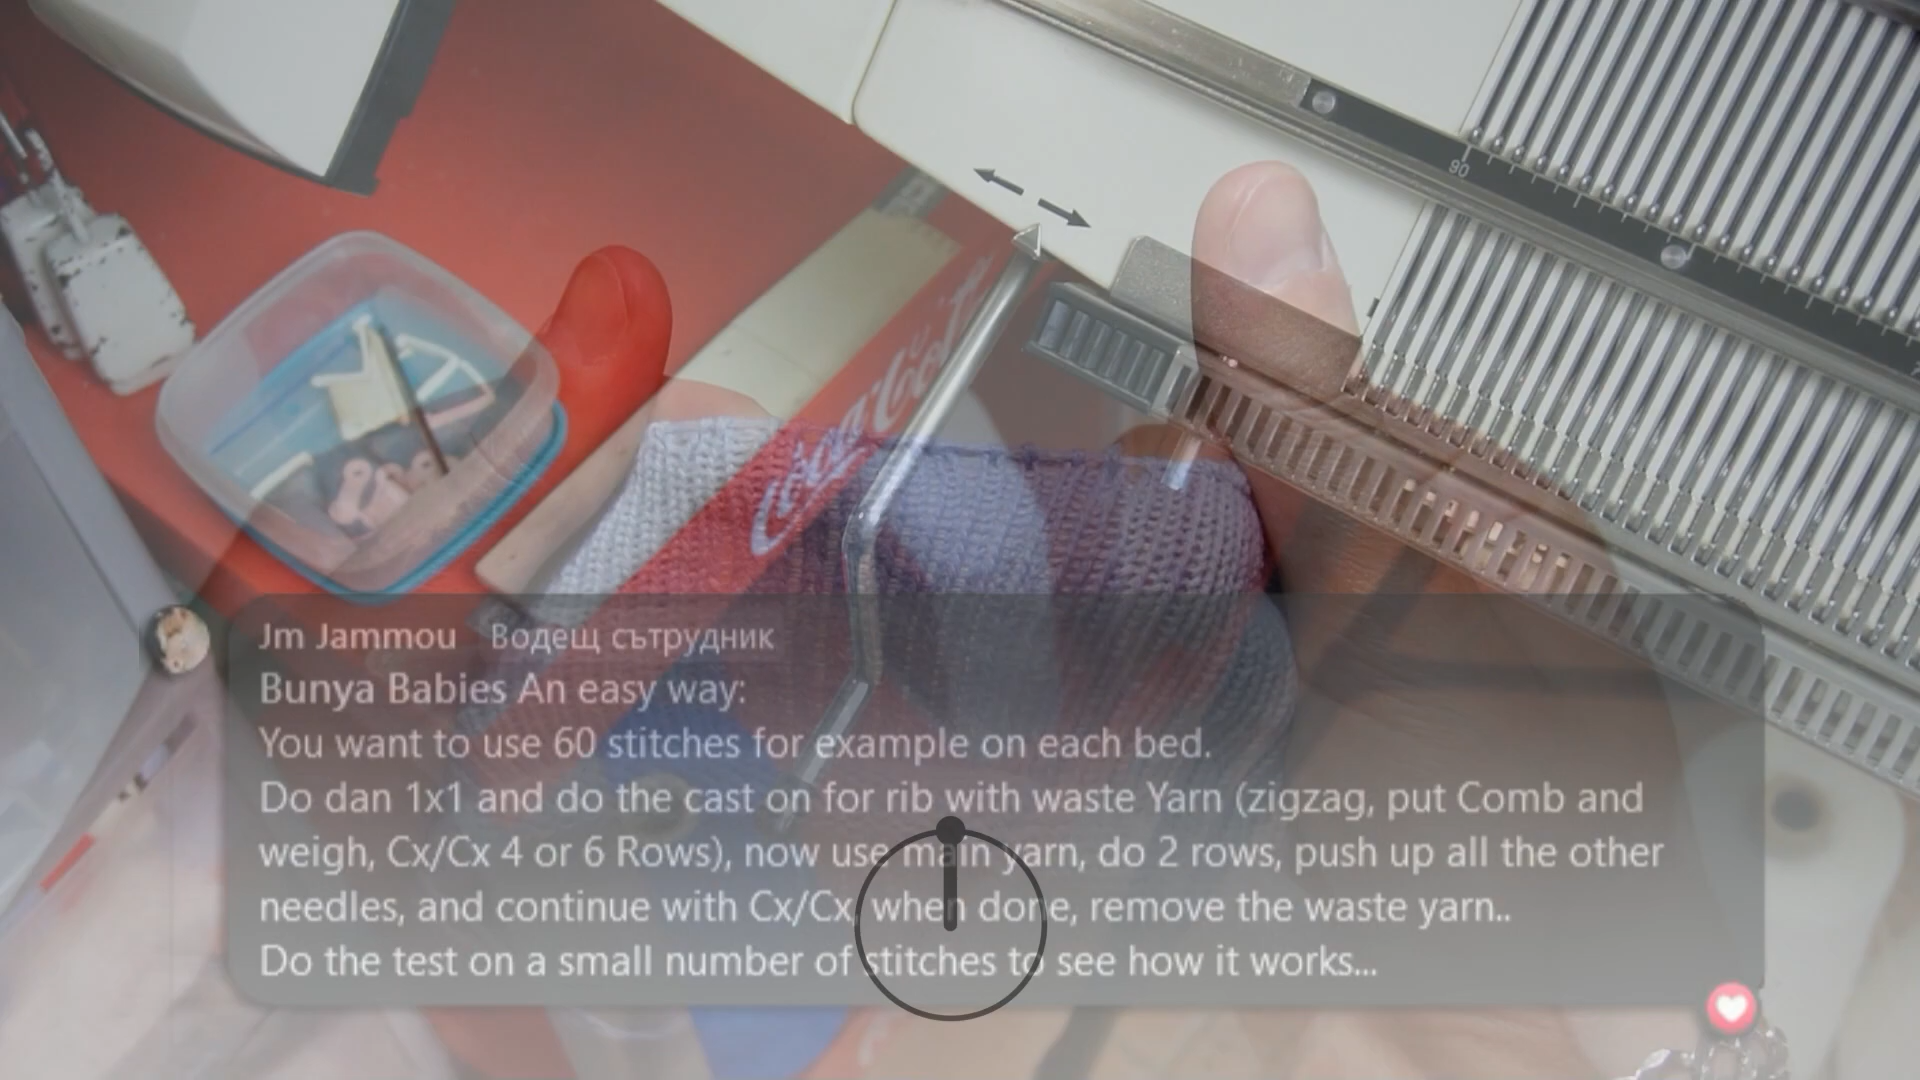 90
Coca Cola
Jm Jammou Водещ сътрудник
Bunya Babies An easy way:
You want to use 60 stitches for example on each bed.
Do dan 1x1 and do the cast on for rib with waste Yarn (zigzag, put Comb and
weigh, Cx/Cx 4 or 6 Rows), now use main yarn, do 2 rows, push up all the other
needles, and continue with Cx/Cx, when done, remove the waste yarn..
Do the test on a small number of stitches to see how it works...